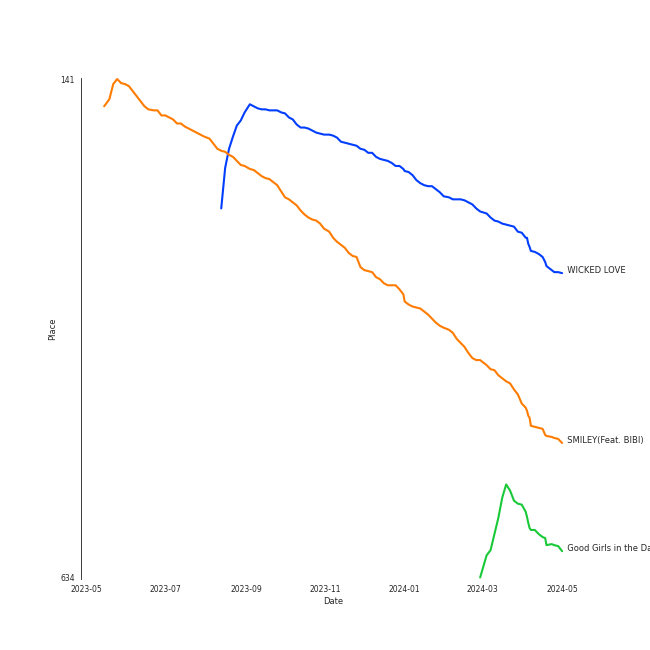 141
Place
WICKED LOVE
SMILEY(Feat. BIBI)
Good Girls in the Da
634
2023-05 2023-07 2023-09 2023-11 2024-01 2024-03 2024-05
Date